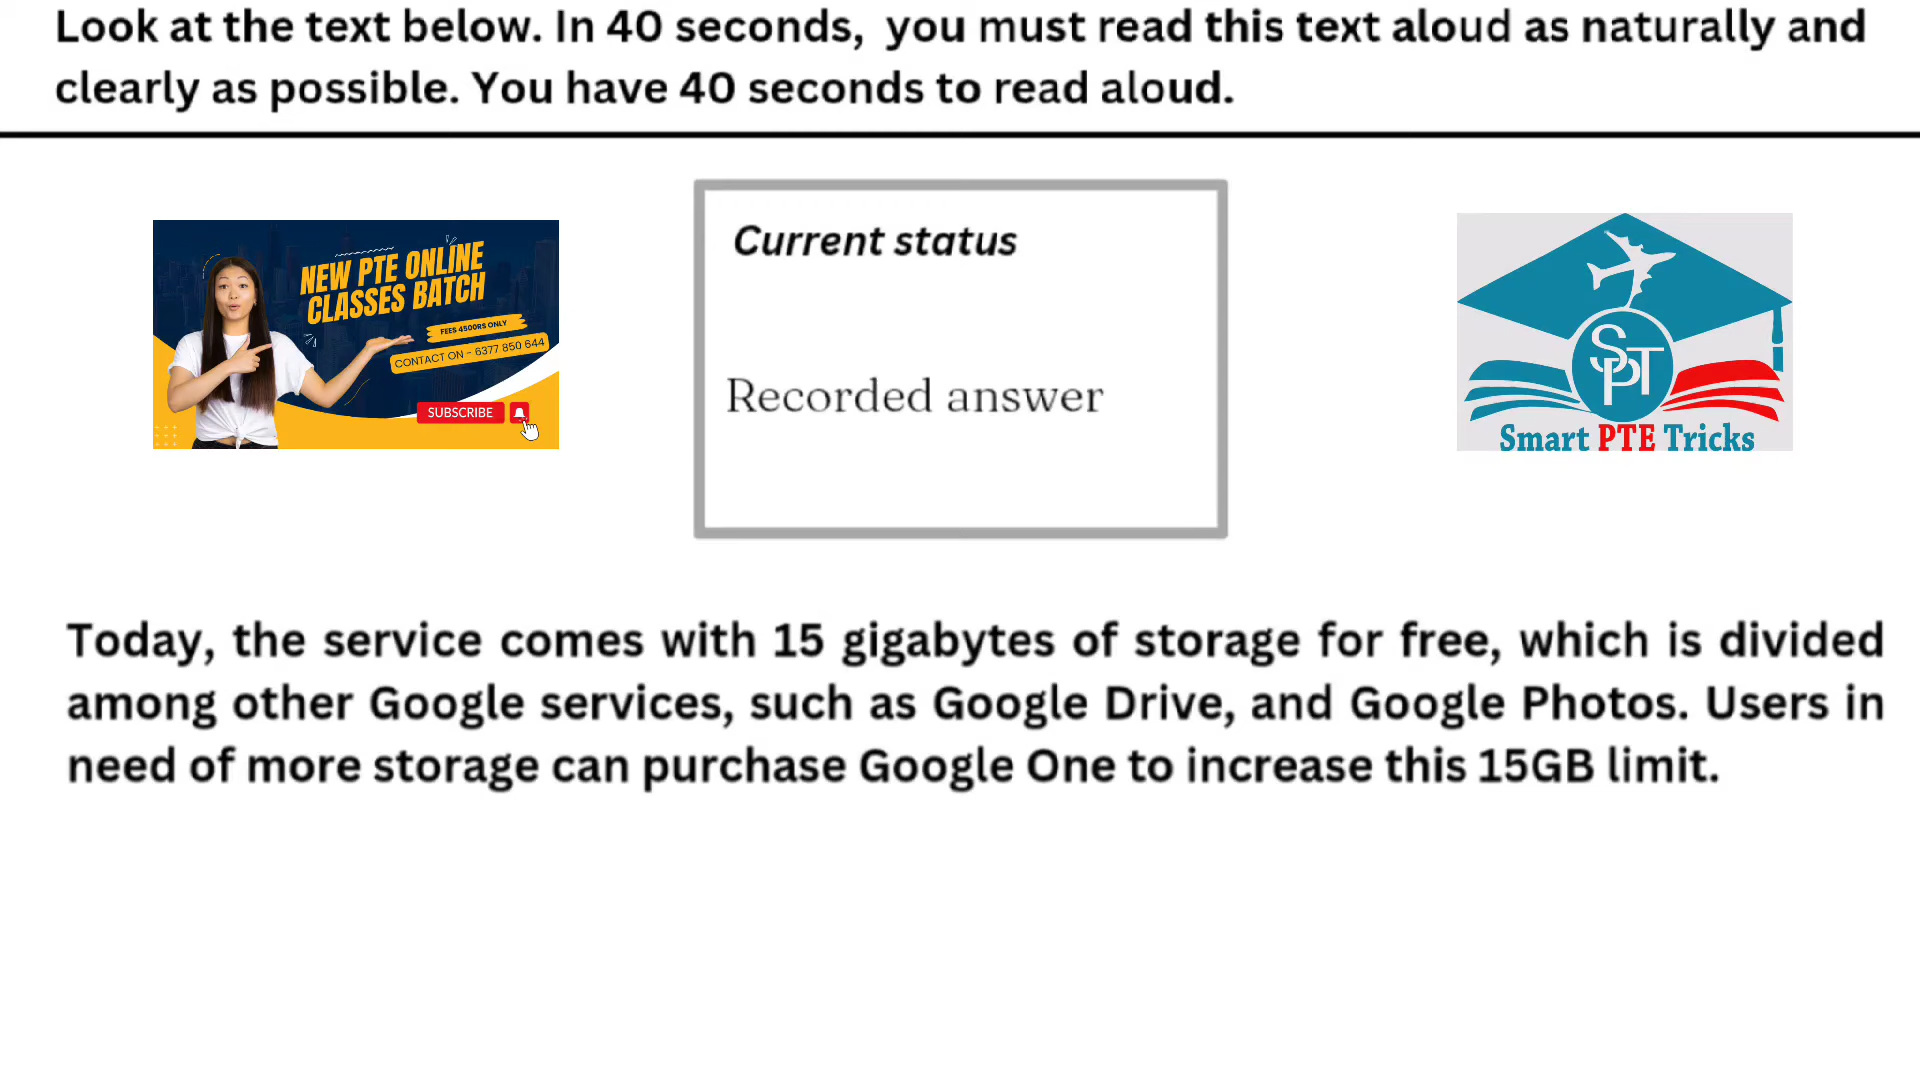 Look at the text below. In 40 seconds, you must read this text aloud as naturally and
clearly as possible. You have 40 seconds to read aloud.
NEW PTE ONLINE
CLASSES BATCH
FEES 4500RS ONLY
CONTACT ON - 6377 850 644
SUBSCRIBE
Current status
Recorded answer
SPT
Smart PTE Tricks
Today, the service comes with 15 gigabytes of storage for free, which is divided
among other Google services, such as Google Drive, and Google Photos. Users in
need of more storage can purchase Google One to increase this 15GB limit.